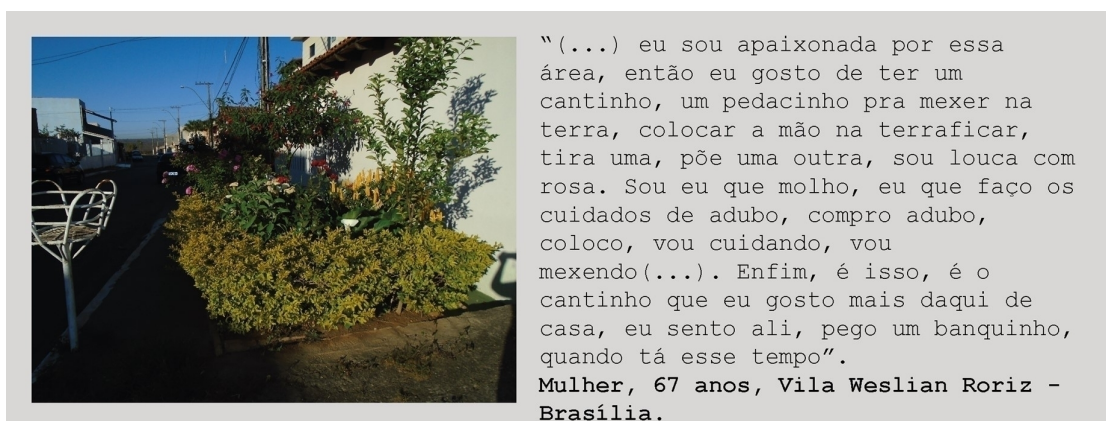 “(...) eu sou apaixonada por essa
área, então eu gosto de ter um
cantinho, um pedacinho pra mexer na
terra, colocar a mão na terraficar,
tira uma, põe uma outra, sou louca com
rosa. Sou eu que molho, eu que faço os
cuidados de adubo, compro adubo,
coloco, vou cuidando, vou
mexendo(...). Enfim, é isso, é o
cantinho que eu gosto mais daqui de
casa, eu sento ali, pego um banquinho,
quando tá esse tempo”.
Mulher, 67 anos, Vila Weslian Roriz -
Brasília.